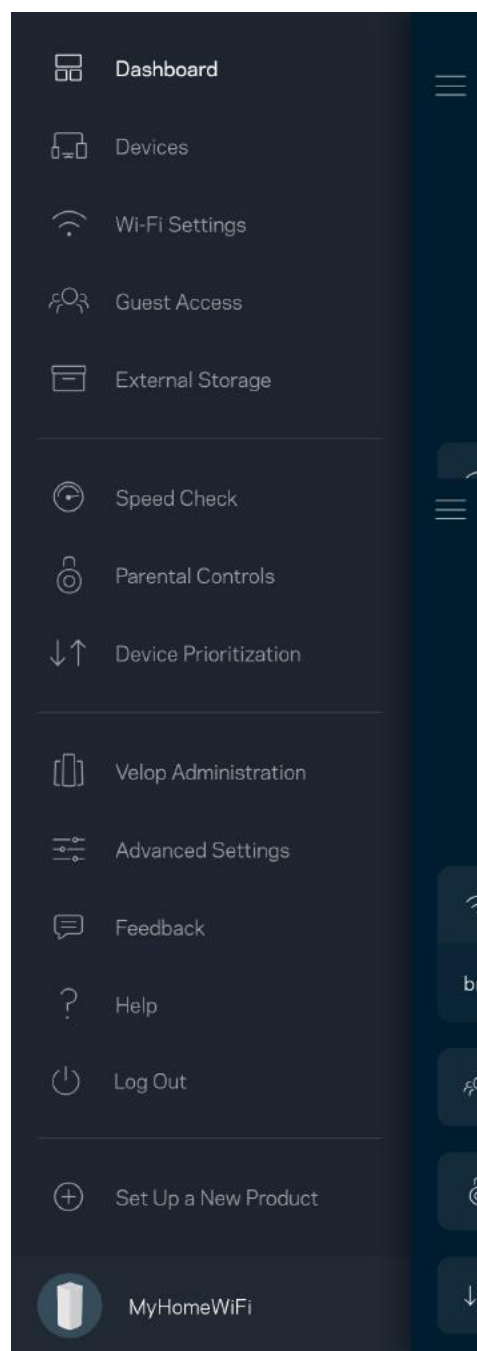 Dashboard
Devices
Wi-Fi Settings
Guest Access
External Storage
Speed Check
Parental Controls
Device Prioritization
Velop Administration
Advanced Settings
Feedback
Help
Log Out
Set Up a New Product
MyHomeWiFi